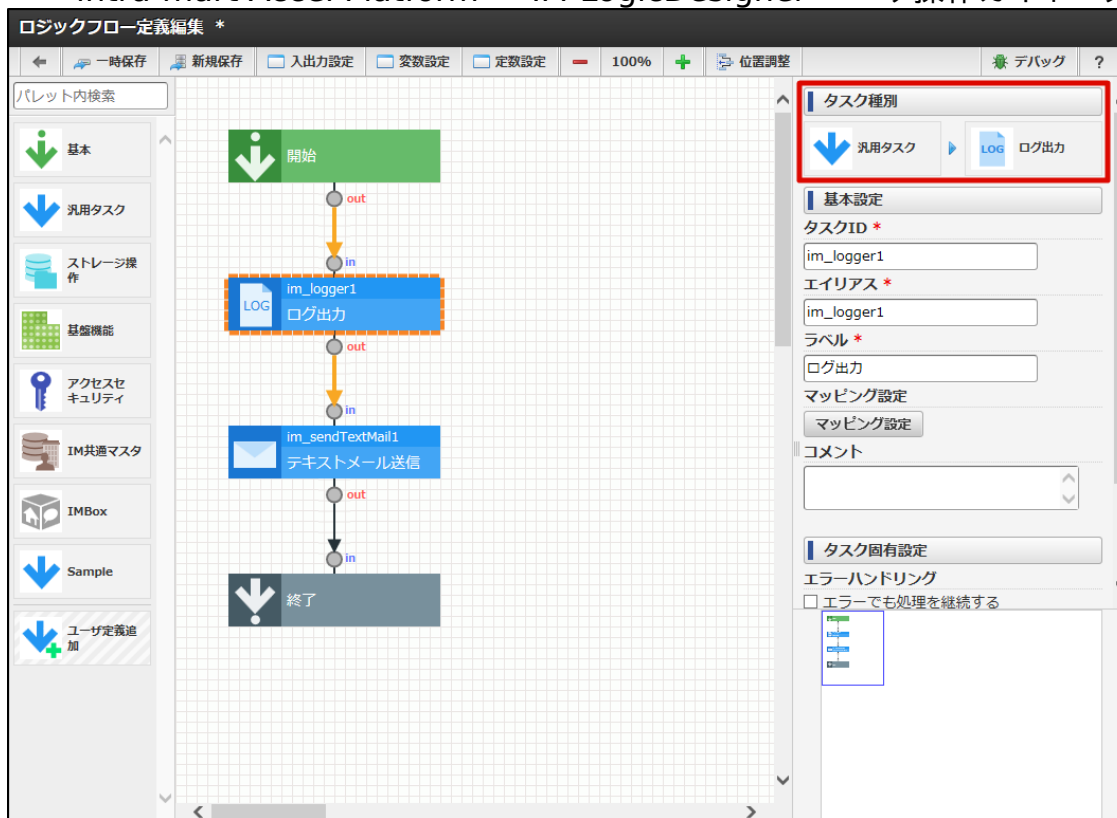 ロジックフロー定義編集 *
一時保存 新規保存 入出力設定 変数設定 定数設定 100% 位置調整 デバッグ ?
パレット内検索
基本
汎用タスク
ストレージ操
作
基盤機能
アクセスセ
キュリティ
IM共通マスタ
IMBox
Sample
ユーザ定義追
加
開始
out
in
im_logger1
LOG
ログ出力
out
in
im_sendTextMail1
テキストメール送信
out
in
終了
タスク種別
汎用タスク LOG ログ出力
基本設定
タスクID *
im_logger1
エイリアス *
im_logger1
ラベル *
ログ出力
マッピング設定
マッピング設定
コメント
タスク固有設定
エラーハンドリング
エラーでも処理を継続する